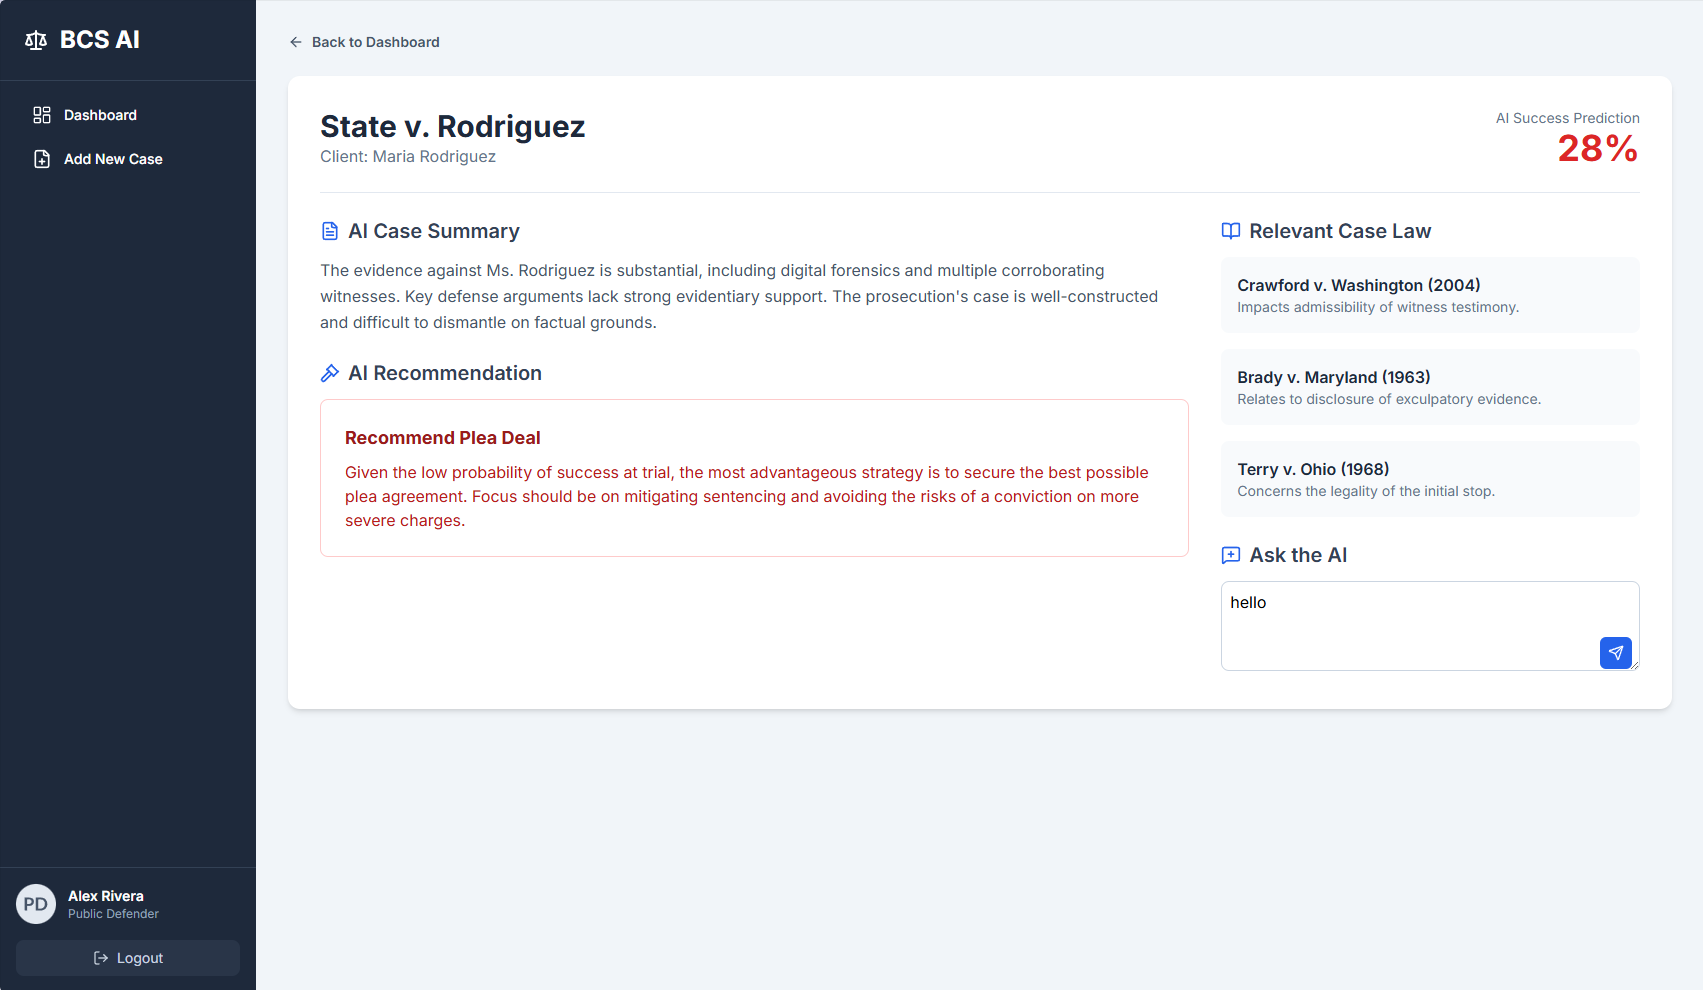 BCS AI
Dashboard
Add New Case
Alex Rivera
PD
Public Defender
Logout
Back to Dashboard
State v. Rodriguez
Client: Maria Rodriguez
AI Success Prediction
28%
AI Case Summary
The evidence against Ms. Rodriguez is substantial, including digital forensics and multiple corroborating
witnesses. Key defense arguments lack strong evidentiary support. The prosecution's case is well-constructed
and difficult to dismantle on factual grounds.
AI Recommendation
Recommend Plea Deal
Given the low probability of success at trial, the most advantageous strategy is to secure the best possible
plea agreement. Focus should be on mitigating sentencing and avoiding the risks of a conviction on more
severe charges.
Relevant Case Law
Crawford v. Washington (2004)
Impacts admissibility of witness testimony.
Brady v. Maryland (1963)
Relates to disclosure of exculpatory evidence.
Terry v. Ohio (1968)
Concerns the legality of the initial stop.
Ask the AI
hello